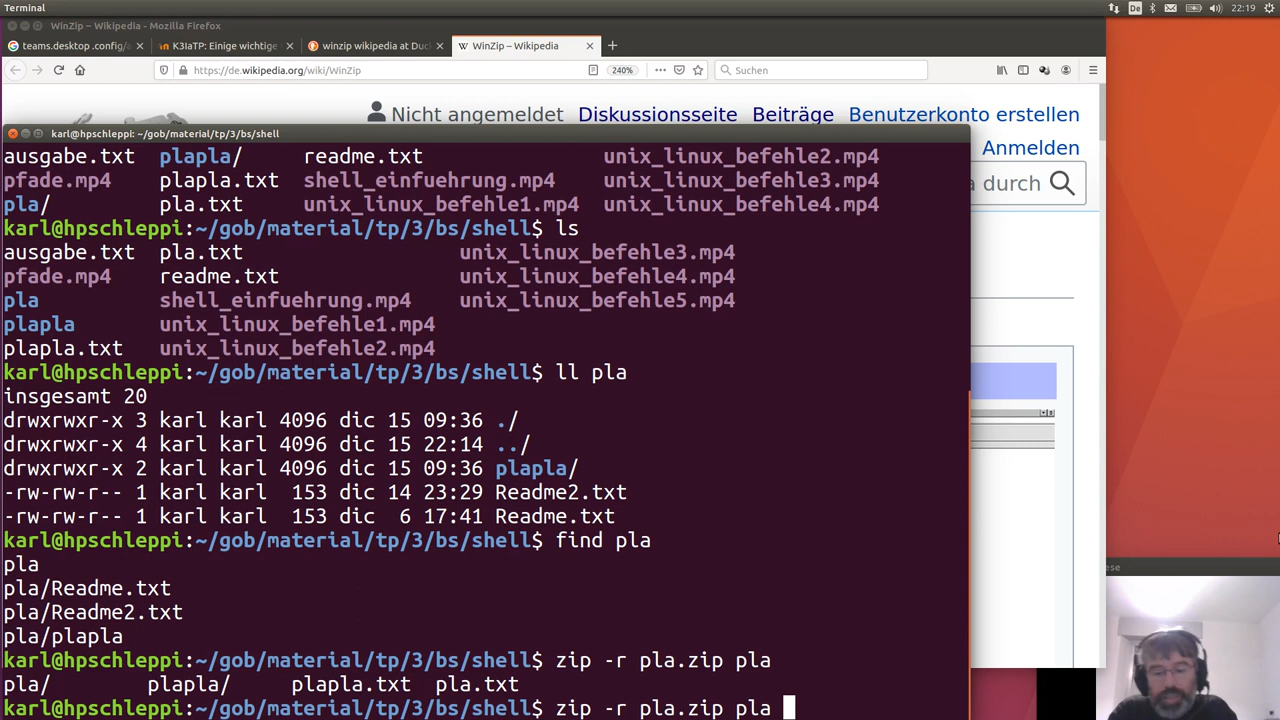 Terminal
De
22:19
WinZip – Wikipedia - Mozilla Firefox
teams.desktop .config/a
K3IaTP: Einige wichtige
winzip wikipedia at Duc
WinZip – Wikipedia
https://de.wikipedia.org/wiki/WinZip
240%
Suchen
Nicht angemeldet Diskussionsseite Beiträge Benutzerkonto erstellen
Anmelden
durch
karl@hpschleppi: ~/gob/material/tp/3/bs/shell
ausgabe.txt plapla/ readme.txt unix_linux_befehle2.mp4
pfade.mp4 plapla.txt shell_einfuehrung.mp4 unix_linux_befehle3.mp4
pla/ pla.txt unix_linux_befehle1.mp4 unix_linux_befehle4.mp4
karl@hpschleppi:~/gob/material/tp/3/bs/shell$ ls
ausgabe.txt pla.txt unix_linux_befehle3.mp4
pfade.mp4 readme.txt unix_linux_befehle4.mp4
pla shell_einfuehrung.mp4 unix_linux_befehle5.mp4
plapla unix_linux_befehle1.mp4
plapla.txt unix_linux_befehle2.mp4
karl@hpschleppi:~/gob/material/tp/3/bs/shell$ ll pla
insgesamt 20
drwxrwxr-x 3 karl karl 4096 dic 15 09:36 ./
drwxrwxr-x 4 karl karl 4096 dic 15 22:14 ../
drwxrwxr-x 2 karl karl 4096 dic 15 09:36 plapla/
-rw-rw-r-- 1 karl karl 153 dic 14 23:29 Readme2.txt
-rw-rw-r-- 1 karl karl 153 dic 6 17:41 Readme.txt
karl@hpschleppi:~/gob/material/tp/3/bs/shell$ find pla
pla
pla/Readme.txt
pla/Readme2.txt
pla/plapla
karl@hpschleppi:~/gob/material/tp/3/bs/shell$ zip -r pla.zip pla
pla/ plapla/ plapla.txt pla.txt
karl@hpschleppi:~/gob/material/tp/3/bs/shell$ zip -r pla.zip pla